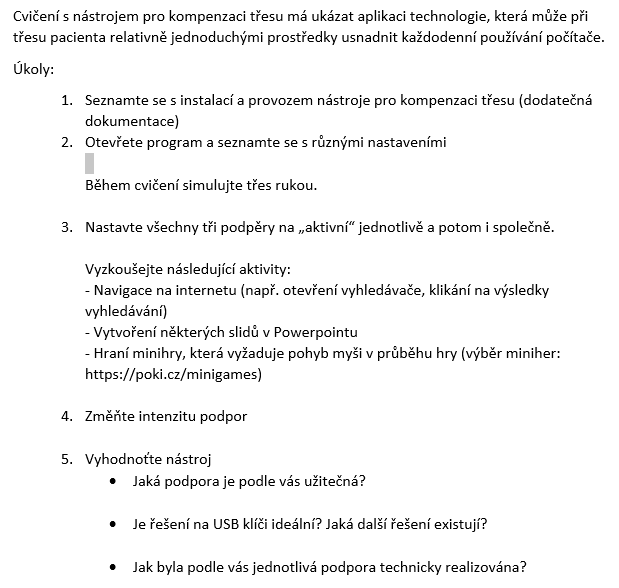 Cvičení s nástrojem pro kompenzaci třesu má ukázat aplikaci technologie, která může při
třesu pacienta relativně jednoduchými prostředky usnadnit každodenní používání počítače.
Úkoly:
1. Seznamte se s instalací a provozem nástroje pro kompenzaci třesu (dodatečná
dokumentace)
2. Otevřete program a seznamte se s různými nastaveními
Během cvičení simulujte třes rukou.
3. Nastavte všechny tři podpěry na „aktivní“ jednotlivě a potom i společně.
Vyzkoušejte následující aktivity:
- Navigace na internetu (např. otevření vyhledávače, klikání na výsledky
vyhledávání)
- Vytvoření některých slidů v Powerpointu
- Hraní minihry, která vyžaduje pohyb myši v průběhu hry (výběr miniher:
https://poki.cz/minigames)
4. Změňte intenzitu podpor
5. Vyhodnoťte nástroj
• Jaká podpora je podle vás užitečná?
• Je řešení na USB klíči ideální? Jaká další řešení existují?
• Jak byla podle vás jednotlivá podpora technicky realizována?